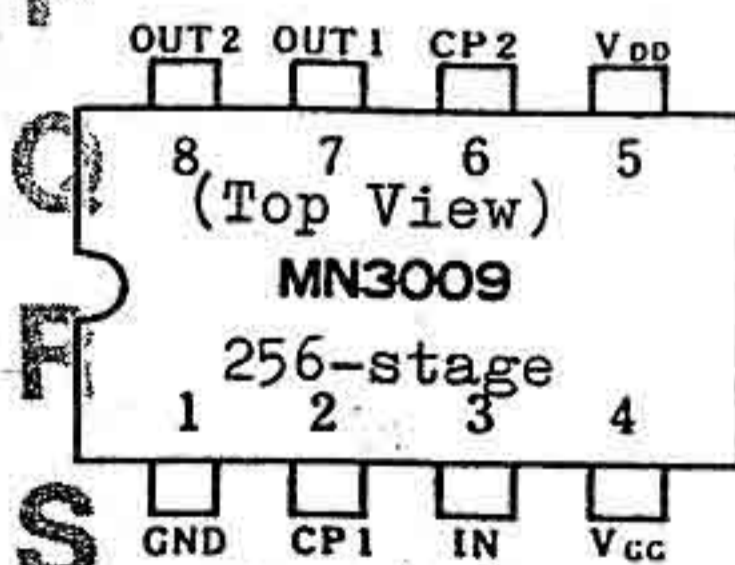 OUT2 OUT1 CP2 VDD
8 7 6 5
(Top View)
MN3009
256-stage
1 2 3 4
GND CP1 IN VGG
S